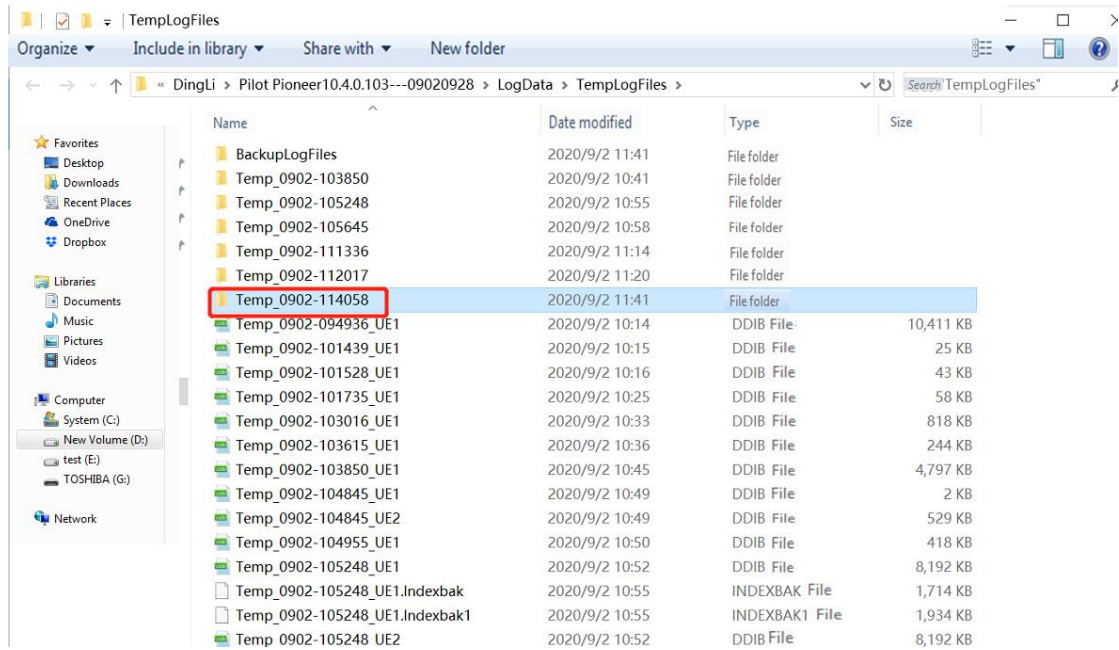 TempLogFiles
Organize Include in library Share with New folder
« DingLi > Pilot Pioneer10.4.0.103---09020928 > LogData > TempLogFiles > Search"TempLogFiles"
Name Date modified Type Size
Favorites
Desktop
Downloads
Recent Places
OneDrive
Dropbox
Libraries
Documents
Music
Pictures
Videos
Computer
System (C:)
New Volume (D:)
test (E:)
TOSHIBA (G:)
Network
BackupLogFiles 2020/9/2 11:41 File folder
Temp_0902-103850 2020/9/2 10:41 File folder
Temp_0902-105248 2020/9/2 10:55 File folder
Temp_0902-105645 2020/9/2 10:58 File folder
Temp_0902-111336 2020/9/2 11:14 File folder
Temp_0902-112017 2020/9/2 11:20 File folder
Temp_0902-114058 2020/9/2 11:41 File folder
Temp_0902-094936_UE1 2020/9/2 10:14 DDIB File 10,411 KB
Temp_0902-101439_UE1 2020/9/2 10:15 DDIB File 25 KB
Temp_0902-101528_UE1 2020/9/2 10:16 DDIB File 43 KB
Temp_0902-101735_UE1 2020/9/2 10:25 DDIB File 58 KB
Temp_0902-103016_UE1 2020/9/2 10:33 DDIB File 818 KB
Temp_0902-103615_UE1 2020/9/2 10:36 DDIB File 244 KB
Temp_0902-103850_UE1 2020/9/2 10:45 DDIB File 4,797 KB
Temp_0902-104845_UE1 2020/9/2 10:49 DDIB File 2 KB
Temp_0902-104845_UE2 2020/9/2 10:49 DDIB File 529 KB
Temp_0902-104955_UE1 2020/9/2 10:50 DDIB File 418 KB
Temp_0902-105248_UE1 2020/9/2 10:52 DDIB File 8,192 KB
Temp_0902-105248_UE1.Indexbak 2020/9/2 10:55 INDEXBAK File 1,714 KB
Temp_0902-105248_UE1.Indexbak1 2020/9/2 10:55 INDEXBAK1 File 1,934 KB
Temp_0902-105248_UE2 2020/9/2 10:52 DDIB File 8,192 KB